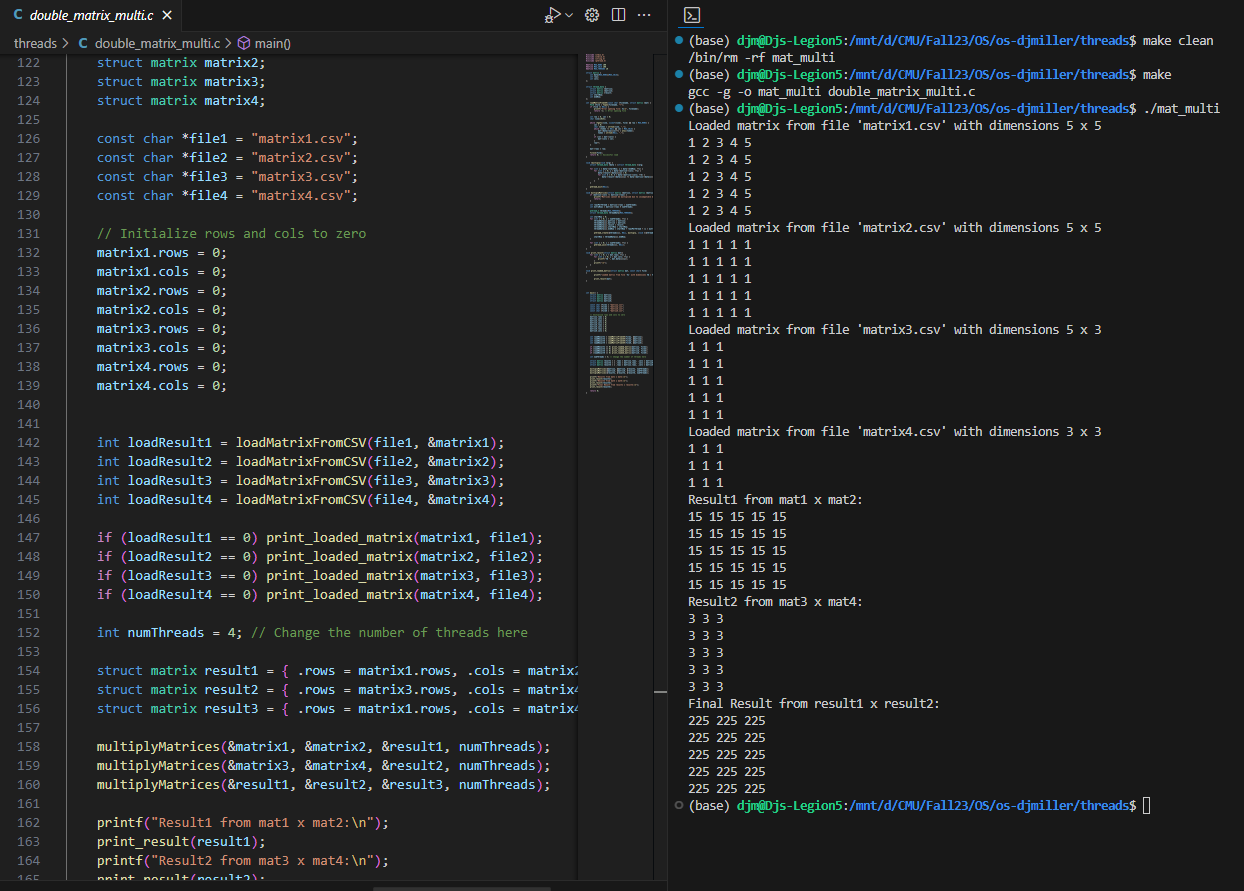 C double_matrix_multi.c ×
threads > C double_matrix_multi.c > main()
122 struct matrix matrix2;
123 struct matrix matrix3;
124 struct matrix matrix4;
125
126 const char *file1 = "matrix1.csv";
127 const char *file2 = "matrix2.csv";
128 const char *file3 = "matrix3.csv";
129 const char *file4 = "matrix4.csv";
130
131 // Initialize rows and cols to zero
132 matrix1.rows = 0;
133 matrix1.cols = 0;
134 matrix2.rows = 0;
135 matrix2.cols = 0;
136 matrix3.rows = 0;
137 matrix3.cols = 0;
138 matrix4.rows = 0;
139 matrix4.cols = 0;
140
141
142 int loadResult1 = loadMatrixFromCSV(file1, &matrix1);
143 int loadResult2 = loadMatrixFromCSV(file2, &matrix2);
144 int loadResult3 = loadMatrixFromCSV(file3, &matrix3);
145 int loadResult4 = loadMatrixFromCSV(file4, &matrix4);
146
147 if (loadResult1 == 0) print_loaded_matrix(matrix1, file1);
148 if (loadResult2 == 0) print_loaded_matrix(matrix2, file2);
149 if (loadResult3 == 0) print_loaded_matrix(matrix3, file3);
150 if (loadResult4 == 0) print_loaded_matrix(matrix4, file4);
151
152 int numThreads = 4; // Change the number of threads here
153
154 struct matrix result1 = { .rows = matrix1.rows, .cols = matrix2
155 struct matrix result2 = { .rows = matrix3.rows, .cols = matrix4
156 struct matrix result3 = { .rows = matrix1.rows, .cols = matrix4
157
158 multiplyMatrices(&matrix1, &matrix2, &result1, numThreads);
159 multiplyMatrices(&matrix3, &matrix4, &result2, numThreads);
160 multiplyMatrices(&result1, &result2, &result3, numThreads);
161
162 printf("Result1 from mat1 x mat2:\n");
163 print_result(result1);
164 printf("Result2 from mat3 x mat4:\n");
165 print_result(result2);
(base) djm@Djs-Legion5:/mnt/d/CMU/Fall23/OS/os-djmiller/threads$ make clean
/bin/rm -rf mat_multi
(base) djm@Djs-Legion5:/mnt/d/CMU/Fall23/OS/os-djmiller/threads$ make
gcc -g -o mat_multi double_matrix_multi.c
(base) djm@Djs-Legion5:/mnt/d/CMU/Fall23/OS/os-djmiller/threads$ ./mat_multi
Loaded matrix from file 'matrix1.csv' with dimensions 5 x 5
1 2 3 4 5
1 2 3 4 5
1 2 3 4 5
1 2 3 4 5
1 2 3 4 5
Loaded matrix from file 'matrix2.csv' with dimensions 5 x 5
1 1 1 1 1
1 1 1 1 1
1 1 1 1 1
1 1 1 1 1
1 1 1 1 1
Loaded matrix from file 'matrix3.csv' with dimensions 5 x 3
1 1 1
1 1 1
1 1 1
1 1 1
1 1 1
Loaded matrix from file 'matrix4.csv' with dimensions 3 x 3
1 1 1
1 1 1
1 1 1
Result1 from mat1 x mat2:
15 15 15 15 15
15 15 15 15 15
15 15 15 15 15
15 15 15 15 15
15 15 15 15 15
Result2 from mat3 x mat4:
3 3 3
3 3 3
3 3 3
3 3 3
3 3 3
Final Result from result1 x result2:
225 225 225
225 225 225
225 225 225
225 225 225
225 225 225
(base) djm@Djs-Legion5:/mnt/d/CMU/Fall23/OS/os-djmiller/threads$